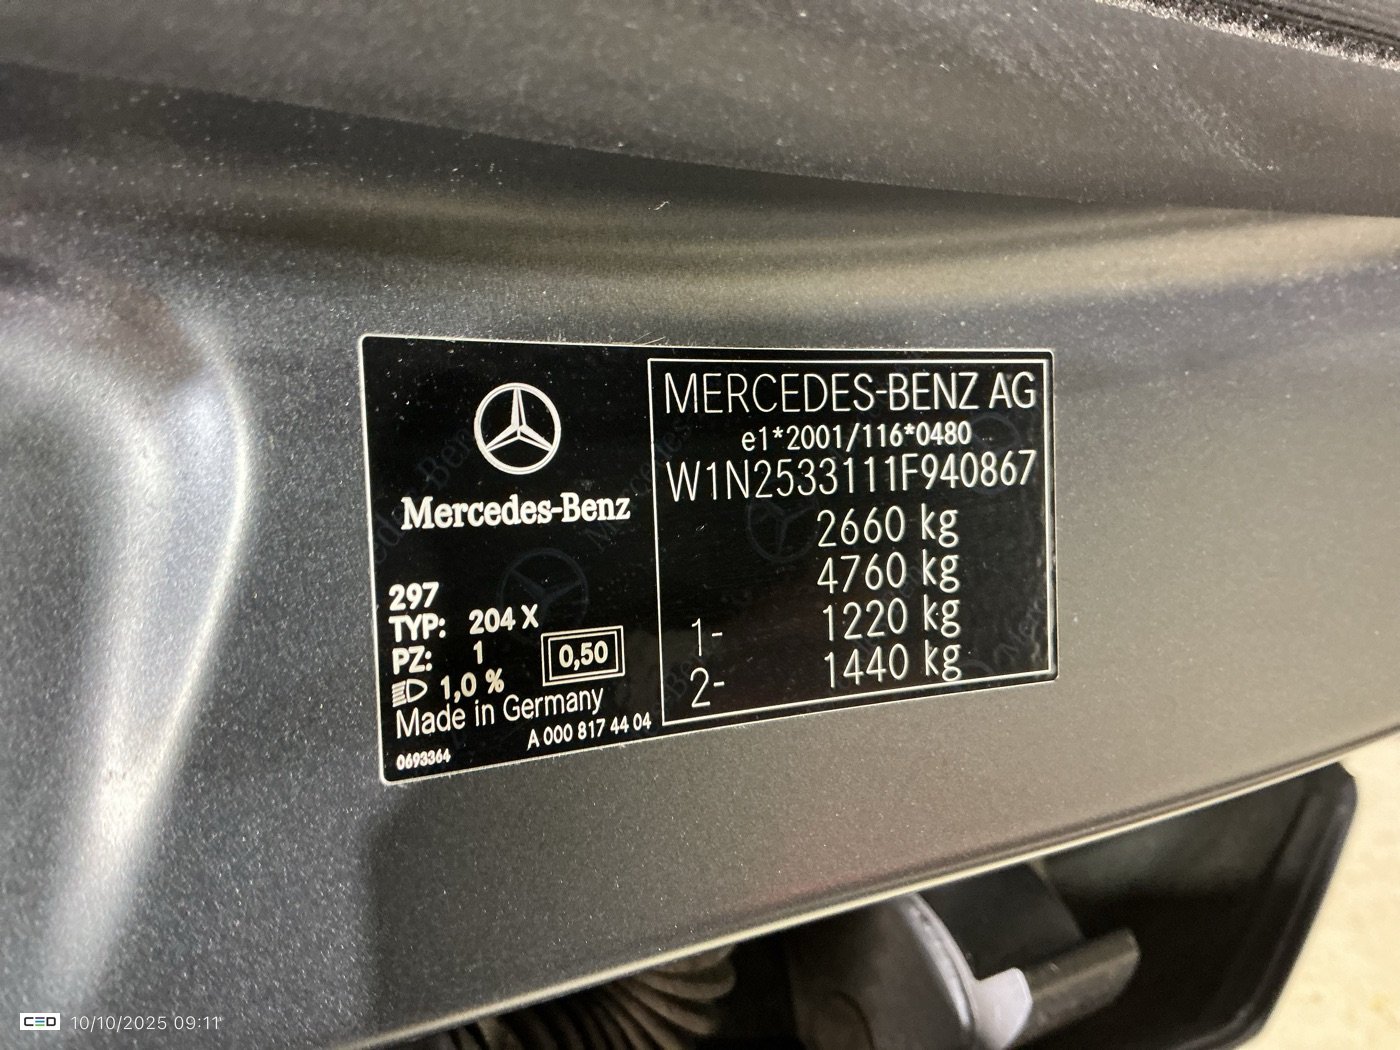 Mercedes-Benz
297
TYP: 204 X
PZ: 1
0,50
1,0 %
Made in Germany
A 000 817 44 04
0693364
MERCEDES-BENZ AG
e1*2001/116*0480
W1N2533111F940867
2660 kg
4760 kg
1- 1220 kg
2- 1440 kg
CED 10/10/2025 09:11